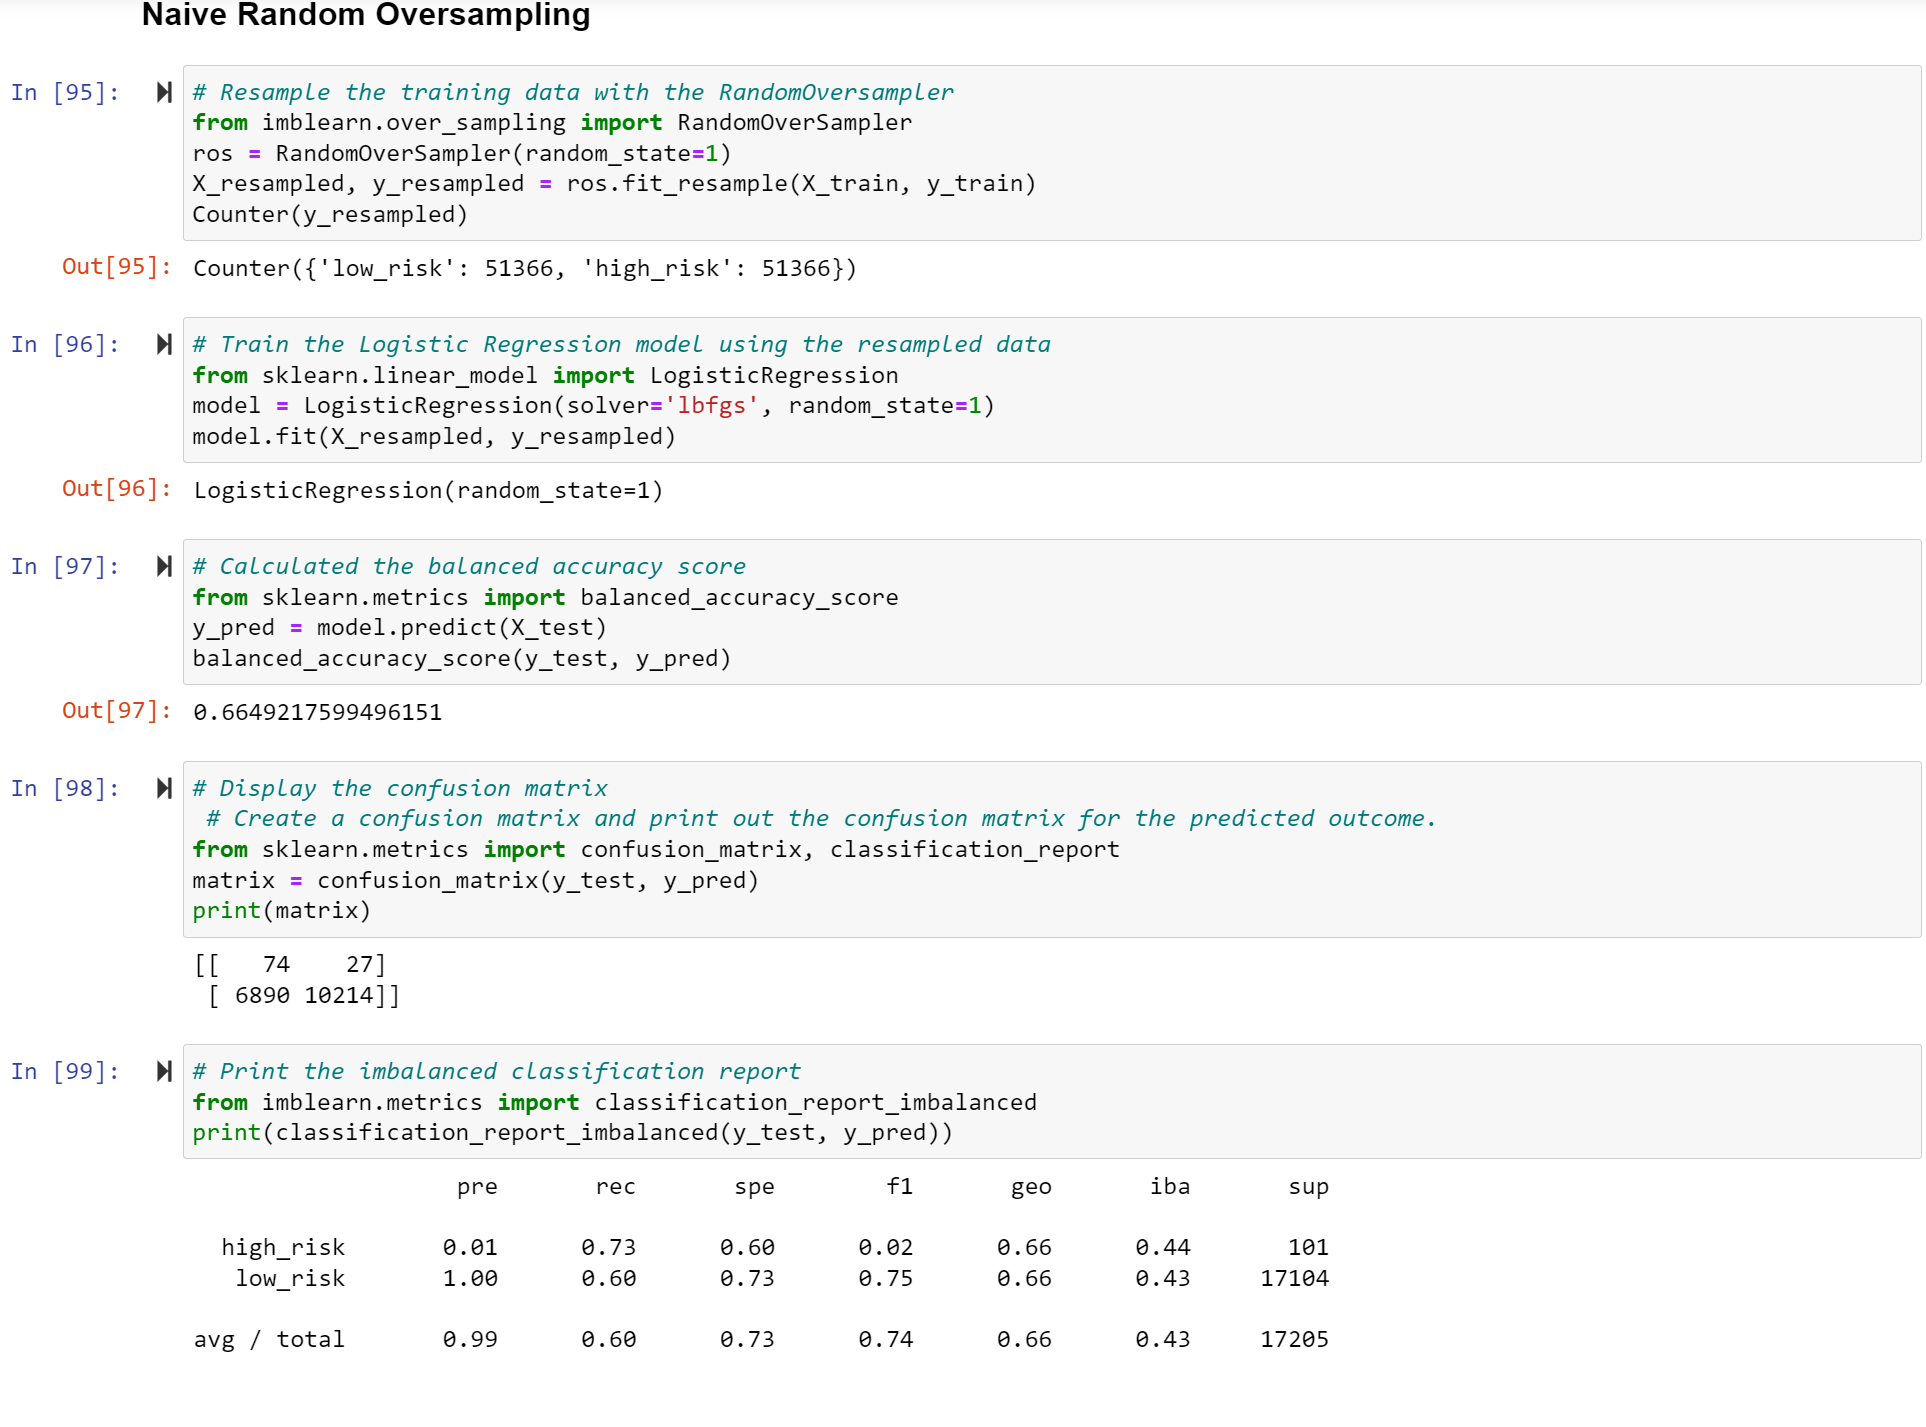 Naive Random Oversampling
In [95]:
# Resample the training data with the RandomOversampler
from imblearn.over_sampling import RandomOverSampler
ros = RandomOverSampler(random_state=1)
X_resampled, y_resampled = ros.fit_resample(X_train, y_train)
Counter(y_resampled)
Out[95]: Counter({'low_risk': 51366, 'high_risk': 51366})
In [96]:
# Train the Logistic Regression model using the resampled data
from sklearn.linear_model import LogisticRegression
model = LogisticRegression(solver='lbfgs', random_state=1)
model.fit(X_resampled, y_resampled)
Out[96]: LogisticRegression(random_state=1)
In [97]:
# Calculated the balanced accuracy score
from sklearn.metrics import balanced_accuracy_score
y_pred = model.predict(X_test)
balanced_accuracy_score(y_test, y_pred)
Out[97]: 0.6649217599496151
In [98]:
# Display the confusion matrix
# Create a confusion matrix and print out the confusion matrix for the predicted outcome.
from sklearn.metrics import confusion_matrix, classification_report
matrix = confusion_matrix(y_test, y_pred)
print(matrix)
[[   74    27]
 [ 6890 10214]]
In [99]:
# Print the imbalanced classification report
from imblearn.metrics import classification_report_imbalanced
print(classification_report_imbalanced(y_test, y_pred))
pre rec spe f1 geo iba sup
high_risk 0.01 0.73 0.60 0.02 0.66 0.44 101
low_risk 1.00 0.60 0.73 0.75 0.66 0.43 17104
avg / total 0.99 0.60 0.73 0.74 0.66 0.43 17205